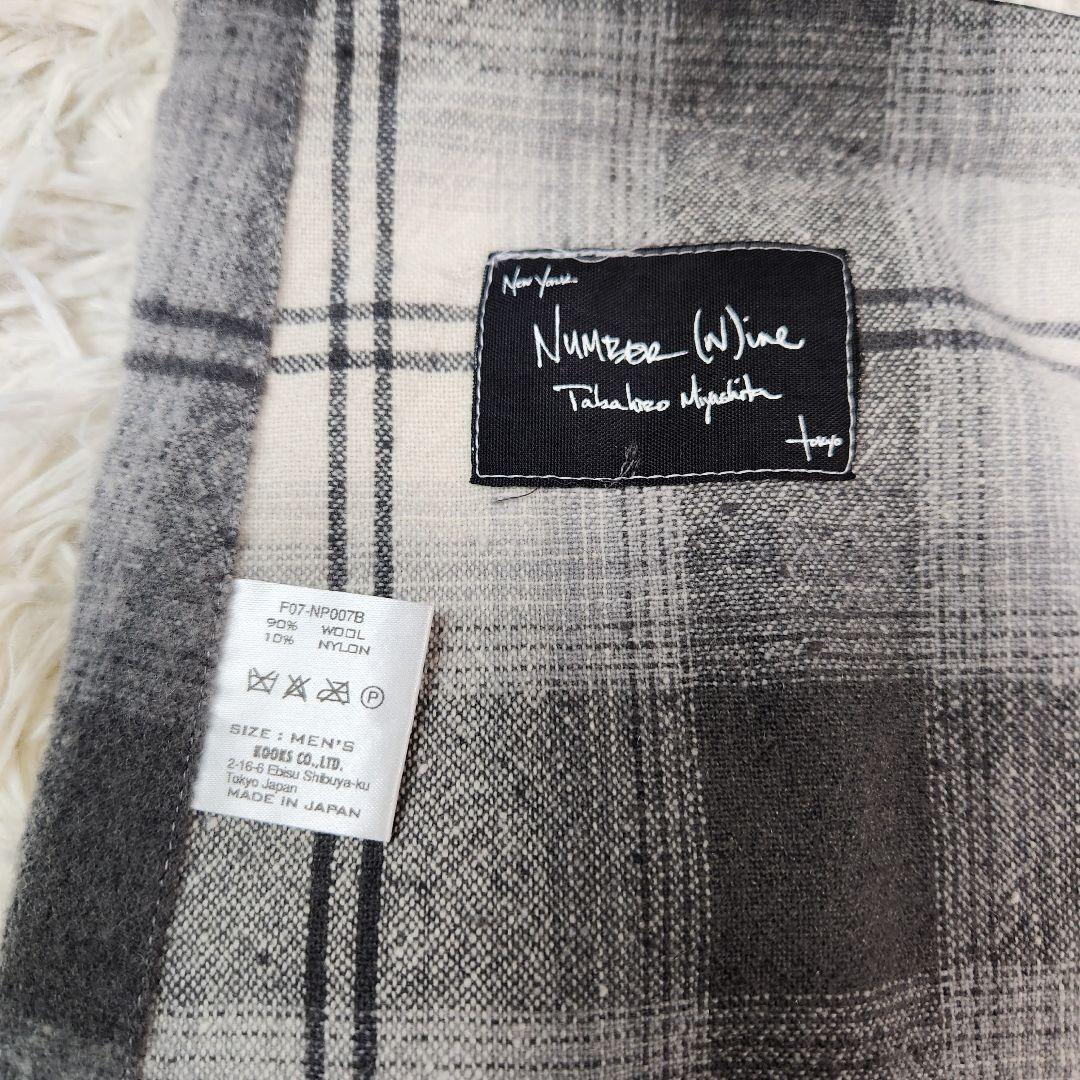 New York.
NUMBER (N)ine
Takahiro Miyashita
tokyo
F07-NP007B
90% WOOL
10% NYLON
P
SIZE : MEN'S
KOOKS CO.,LTD.
2-16-6 Ebisu Shibuya-ku
Tokyo Japan
MADE IN JAPAN